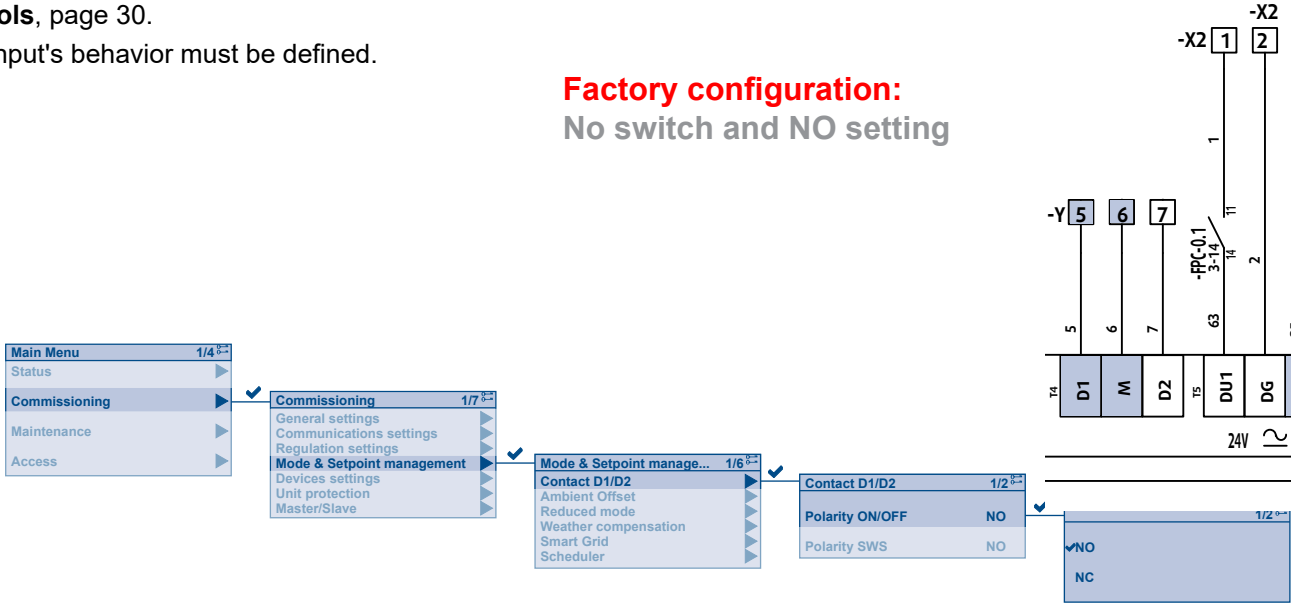 ols, page 30.
nput's behavior must be defined.
Factory configuration:
No switch and NO setting
-X2
-X2 1 2
1
11
-Y 5 6 7
-FPC-0.1
3-14
14
2
5
6
7
63
T4
D1
W
D2
T5
DU1
DG
24V
Main Menu 1/4
Status
Commissioning
Maintenance
Access
Commissioning 1/7
General settings
Communications settings
Regulation settings
Mode & Setpoint management
Devices settings
Unit protection
Master/Slave
Mode & Setpoint manage... 1/6
Contact D1/D2
Ambient Offset
Reduced mode
Weather compensation
Smart Grid
Scheduler
Contact D1/D2 1/2
Polarity ON/OFF NO
Polarity SWS NO
1/2
NO
NC